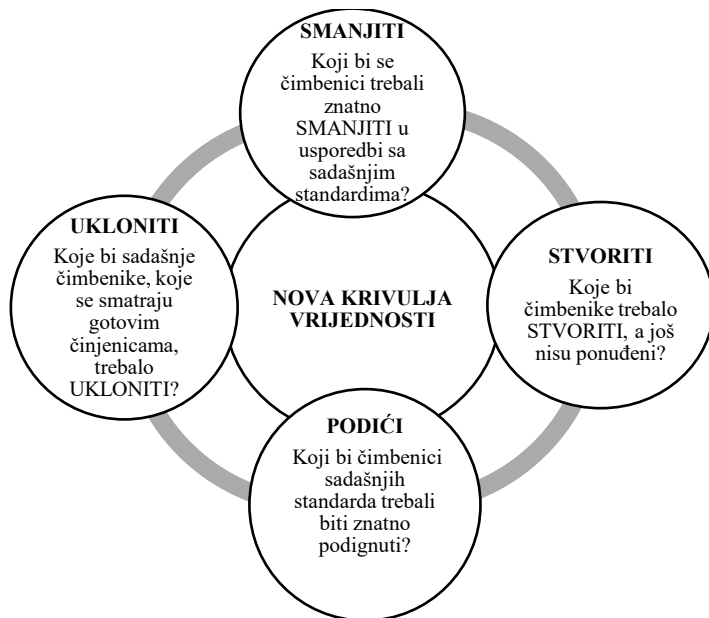 SMANJITI
Koji bi se
čimbenici trebali
znatno
SMANJITI u
usporedbi sa
sadašnjim
standardima?
UKLONITI
Koje bi sadašnje
čimbenike, koje
se smatraju
gotovim
činjenicama,
trebalo
UKLONITI?
NOVA KRIVULJA
VRIJEDNOSTI
STVORITI
Koje bi
čimbenike trebalo
STVORITI, a još
nisu ponuđeni?
PODIĆI
Koji bi čimbenici
sadašnjih
standarda trebali
biti znatno
podignuti?